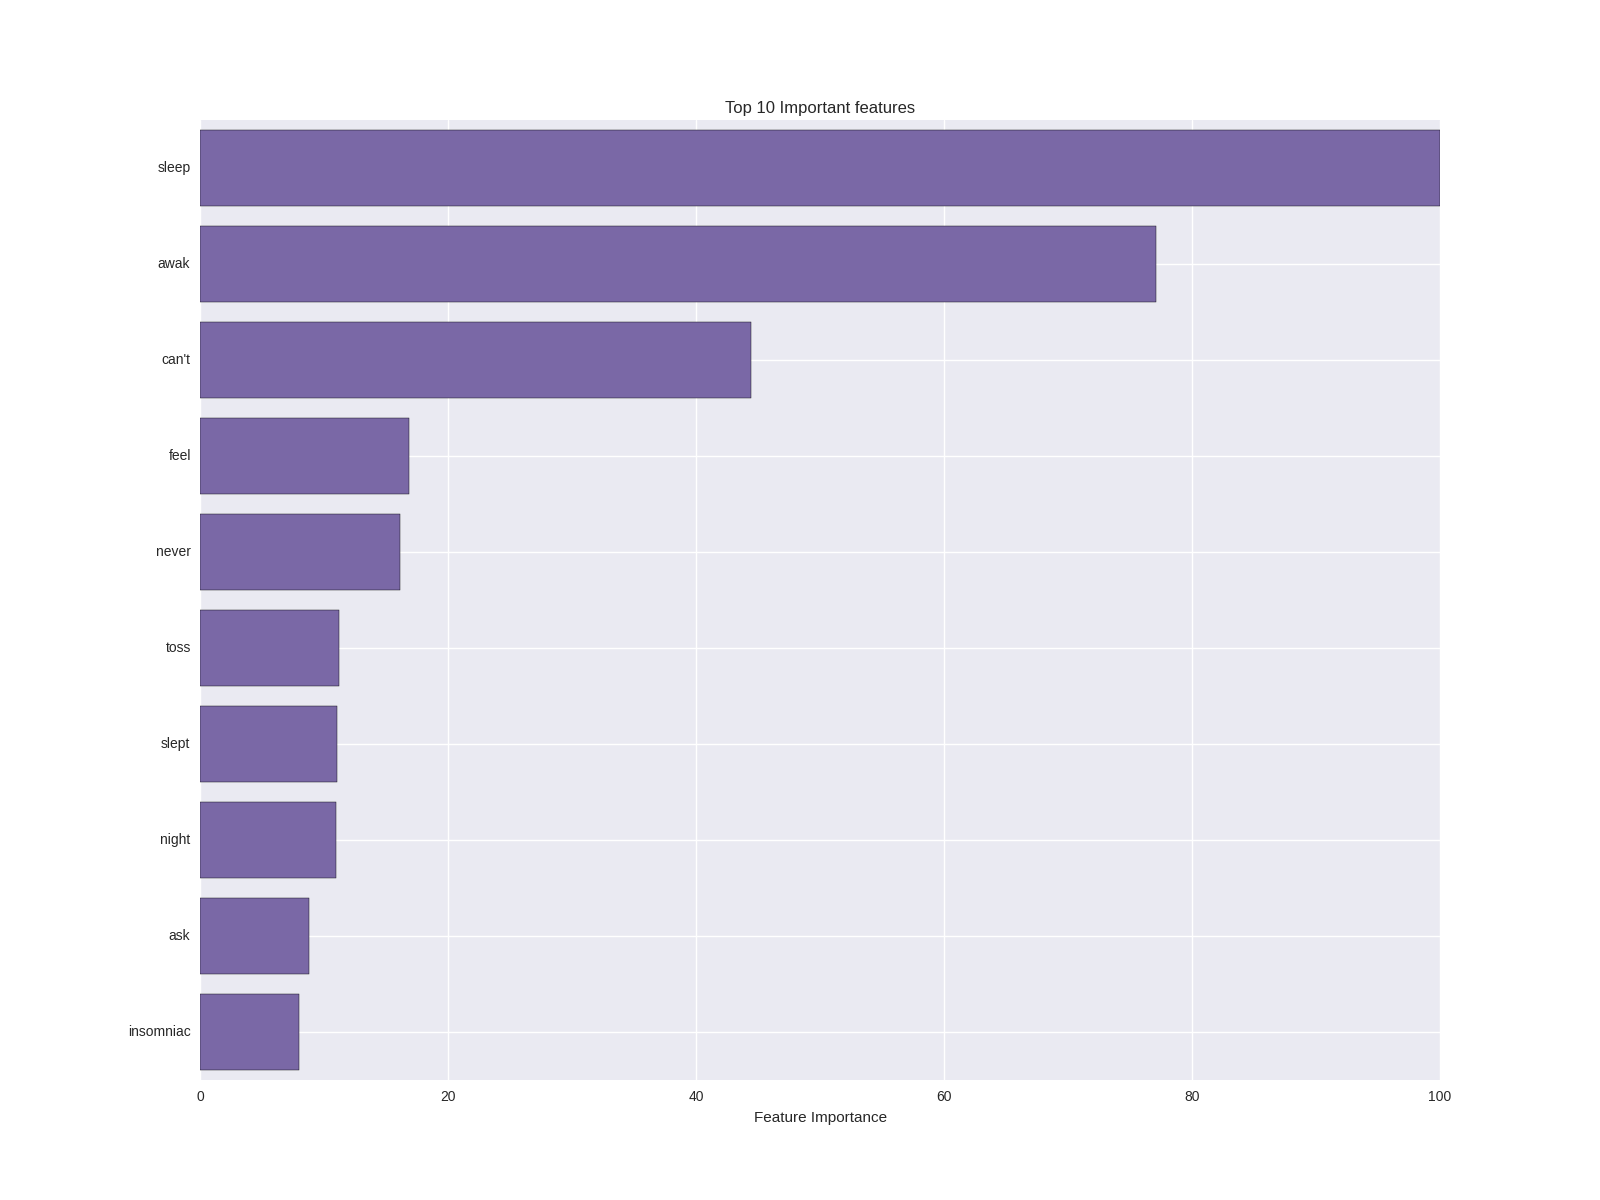 Top 10 Important features
sleep
awak
can't
feel
never
toss
slept
night
ask
insomniac
0 20 40 60 80 100
Feature Importance